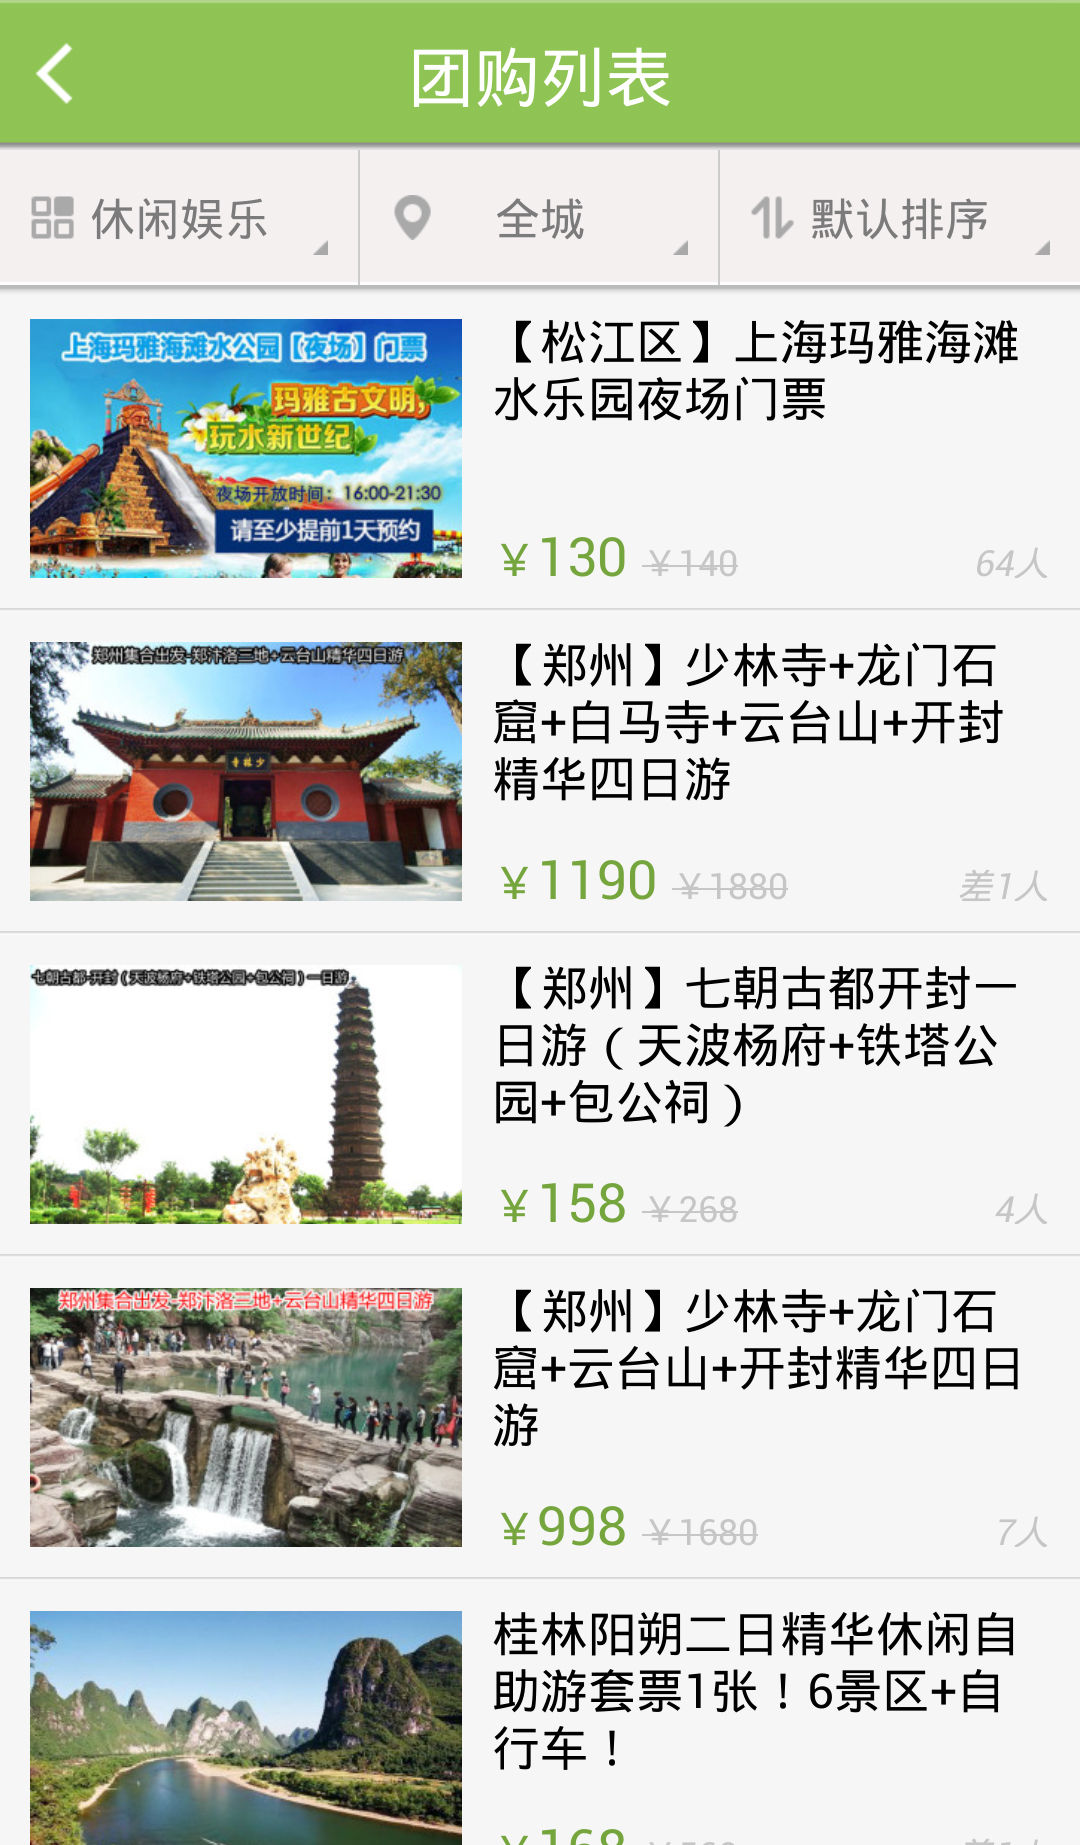 团购列表
休闲娱乐
全城
默认排序
上海玛雅海滩水公园【夜场】门票
玛雅古文明,
玩水新世纪
夜场开放时间：16:00-21:30
请至少提前1天预约
【松江区】上海玛雅海滩
水乐园夜场门票
￥130 ￥140 64人
郑州集合出发-郑汴洛三地+云台山精华四日游
少林寺
【郑州】少林寺+龙门石
窟+白马寺+云台山+开封
精华四日游
￥1190 ￥1880 差1人
七朝古都-开封（天波杨府+铁塔公园+包公祠）一日游
【郑州】七朝古都开封一
日游（天波杨府+铁塔公
园+包公祠）
￥158 ￥268 4人
郑州集合出发-郑汴洛三地+云台山精华四日游
【郑州】少林寺+龙门石
窟+云台山+开封精华四日
游
￥998 ￥1680 7人
桂林阳朔二日精华休闲自
助游套票1张！6景区+自
行车！
￥168